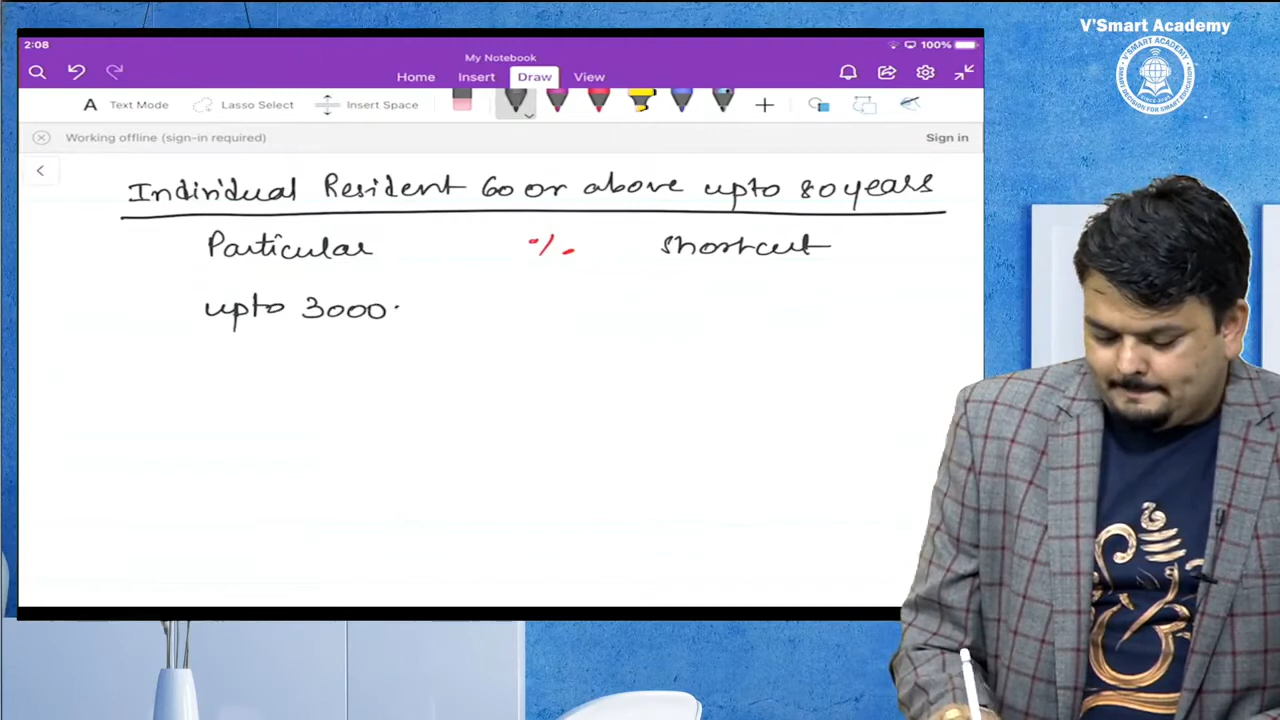 V'Smart Academy
2:08
100%
My Notebook
Home Insert Draw View
A Text Mode Lasso Select Insert Space
Working offline (sign-in required) Sign in
Individual Resident 60 or above upto 80 years
Particular % Shortcut
upto 3000